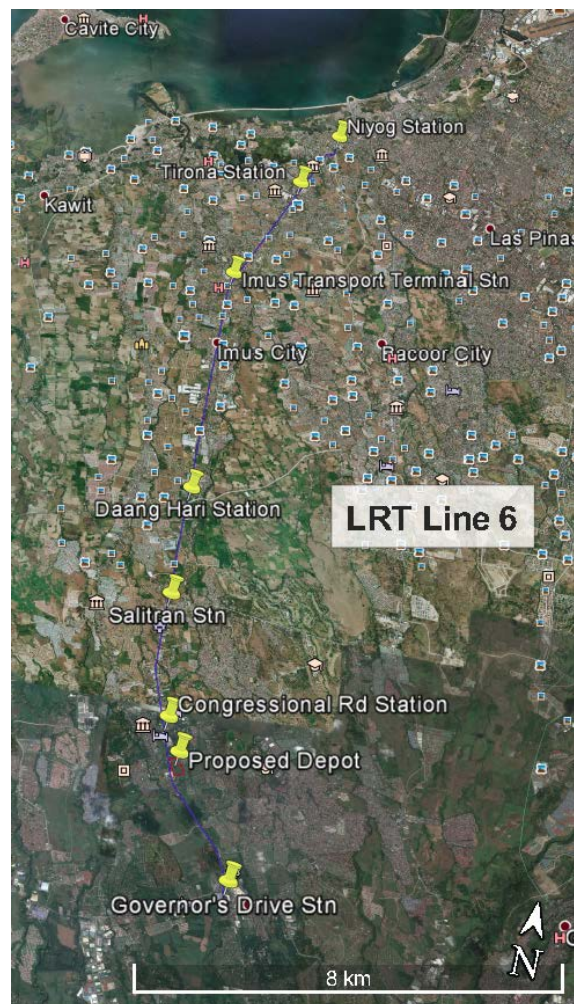 Cavite City
Niyog Station
Tirona Station
Kawit
Las Pinas
Imus Transport Terminal Stn
Imus City
Bacoor City
Daang Hari Station
LRT Line 6
Salitran Stn
Congressional Rd Station
Proposed Depot
Governor's Drive Stn
N
8 km